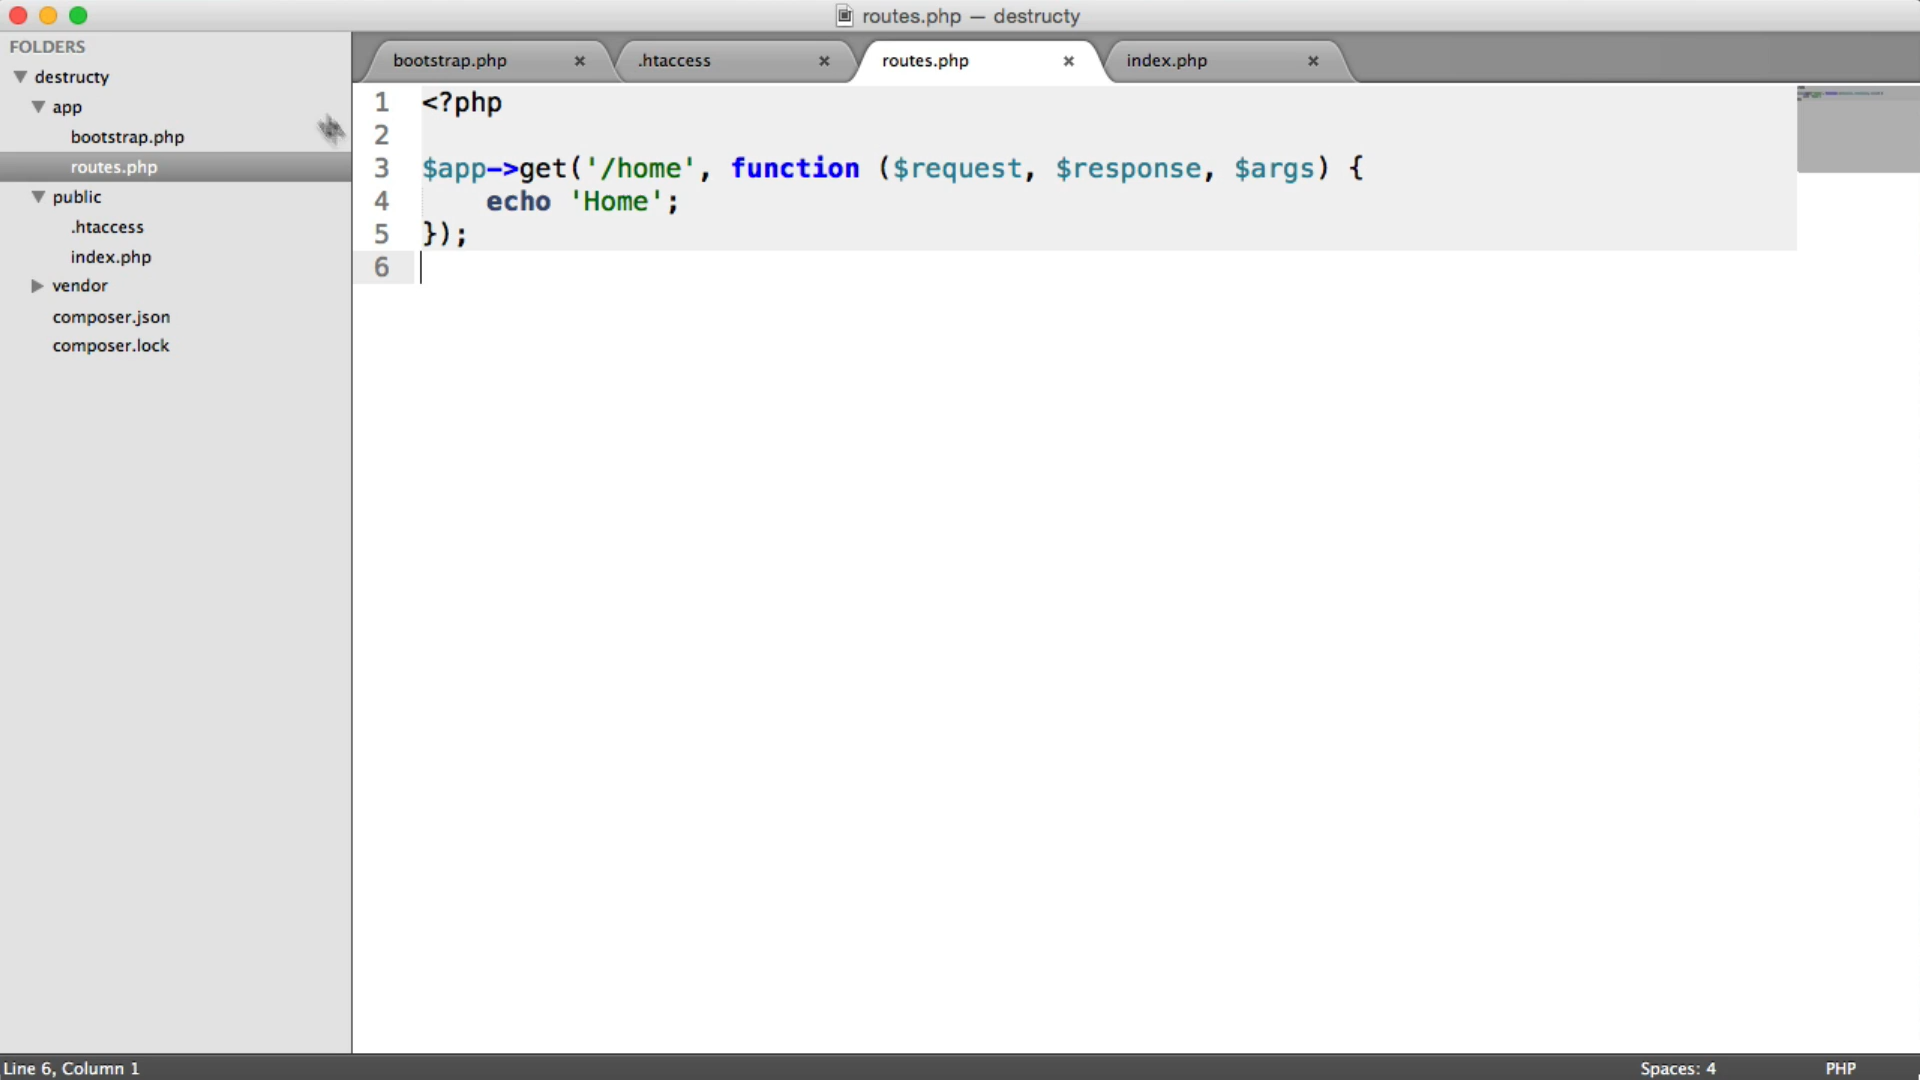 routes.php — destructy
FOLDERS
destructy
app
bootstrap.php
routes.php
public
.htaccess
index.php
vendor
composer.json
composer.lock
bootstrap.php × .htaccess × routes.php × index.php ×
1 <?php
2
3 $app->get('/home', function ($request, $response, $args) {
4     echo 'Home';
5 });
6
Line 6, Column 1 Spaces: 4 PHP